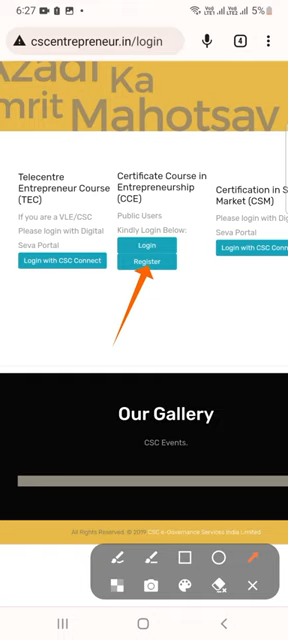 6:27
5%
cscentrepreneur.in/login
4
Azadi Ka
mrit Mahotsav
Telecentre
Entrepreneur Course
(TEC)
If you are a VLE/CSC
Please login with Digital
Seva Portal
Login with CSC Connect
Certificate Course in
Entrepreneurship
(CCE)
Public Users
Kindly Login Below:
Login
Register
Certification in S
Market (CSM)
Please login with Dig
Seva Portal
Login with CSC Conn
Our Gallery
CSC Events.
All Rights Reserved. © 2019 CSC e-Governance Services India Limited